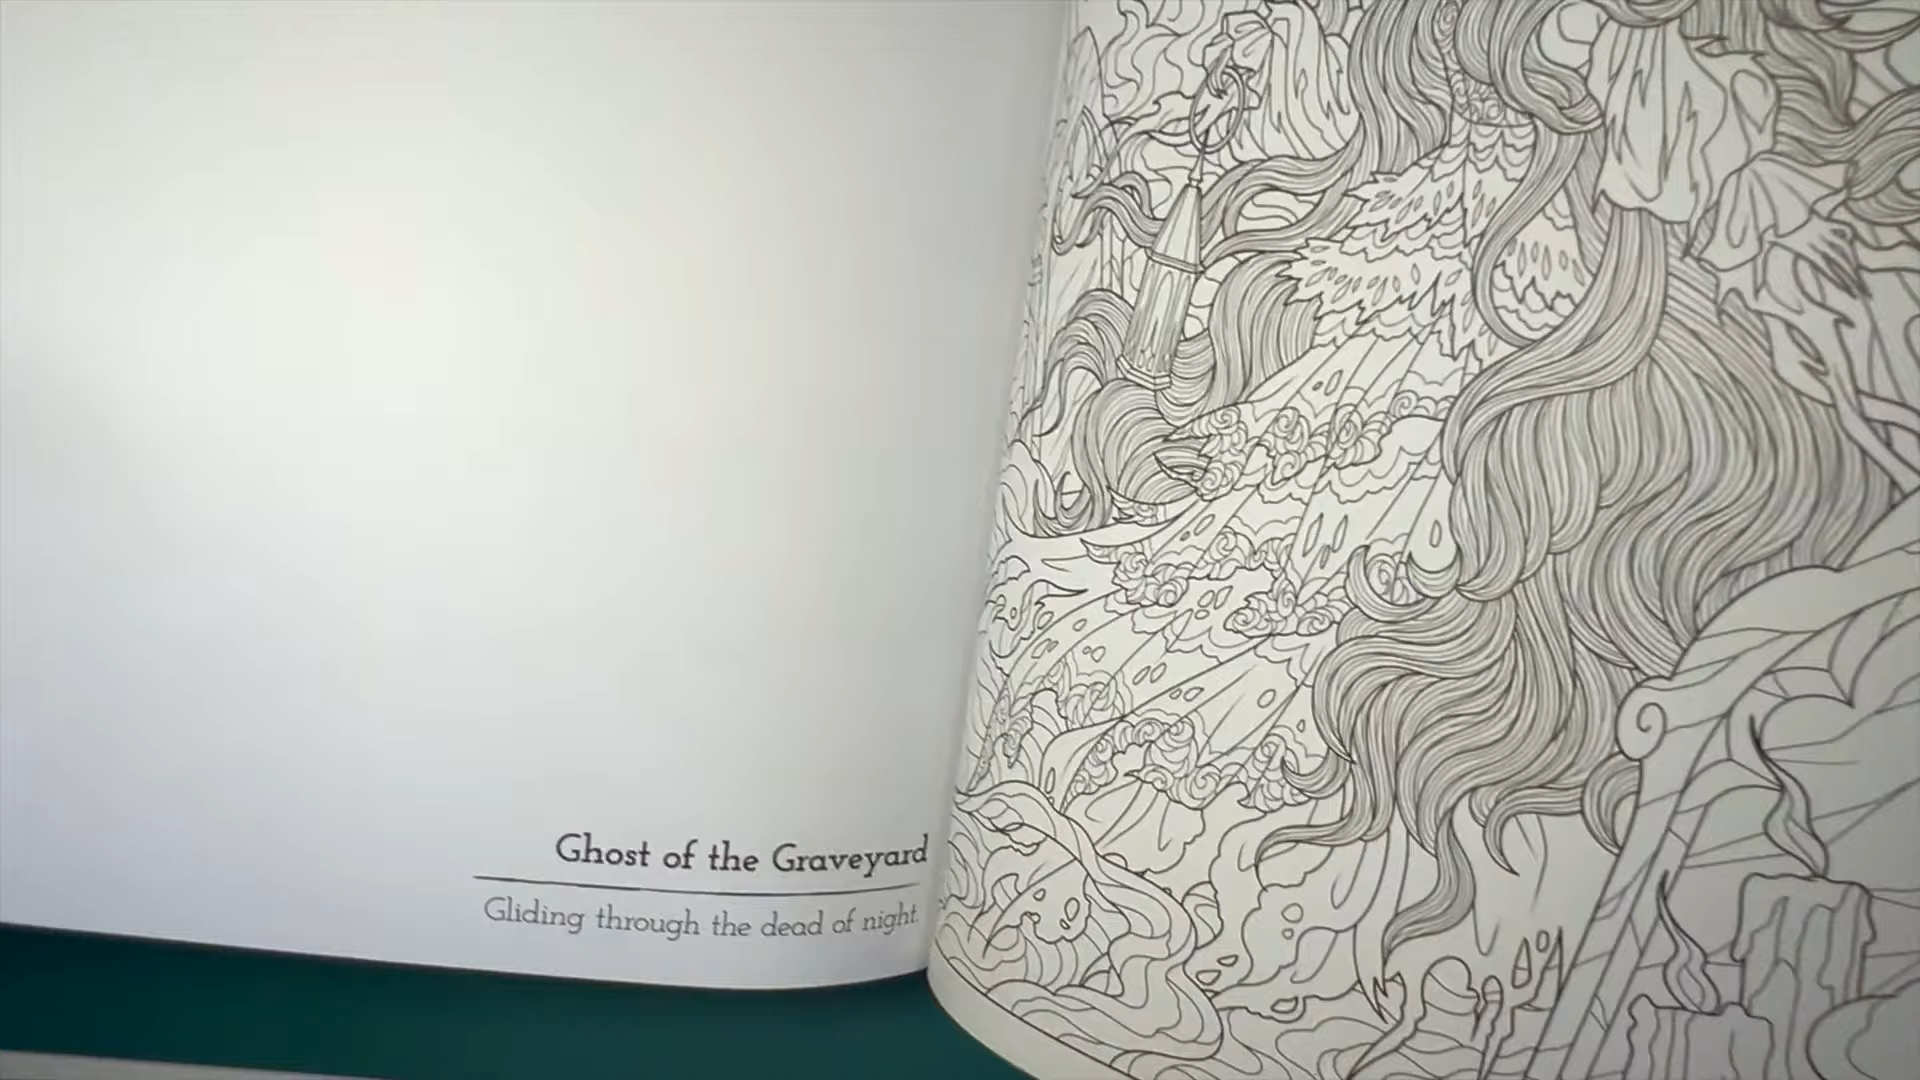 Ghost of the Graveyard
Gliding through the dead of night.